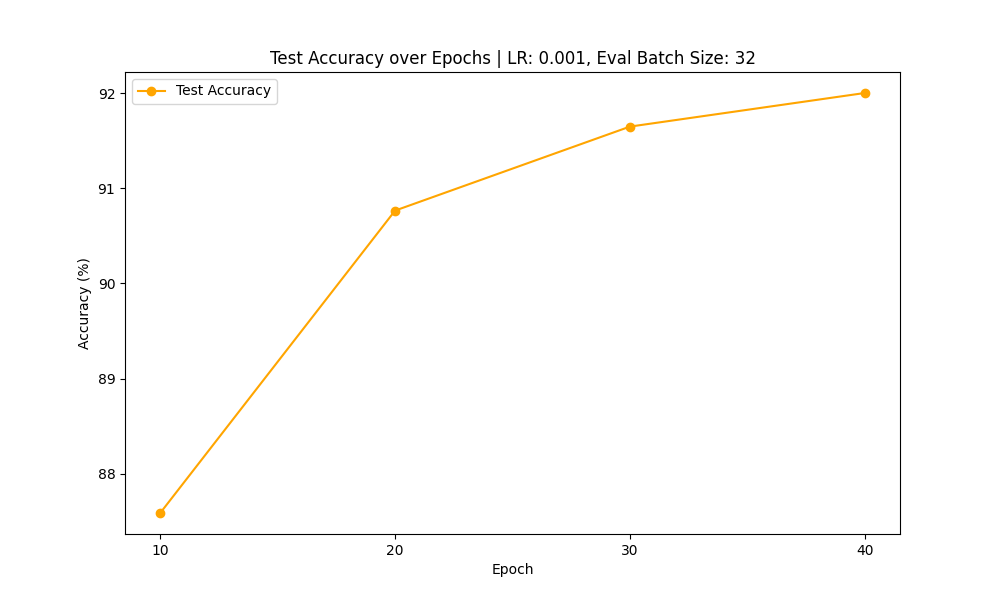 Test Accuracy over Epochs | LR: 0.001, Eval Batch Size: 32
Test Accuracy
92
91
90
89
88
Accuracy (%)
10 20 30 40
Epoch